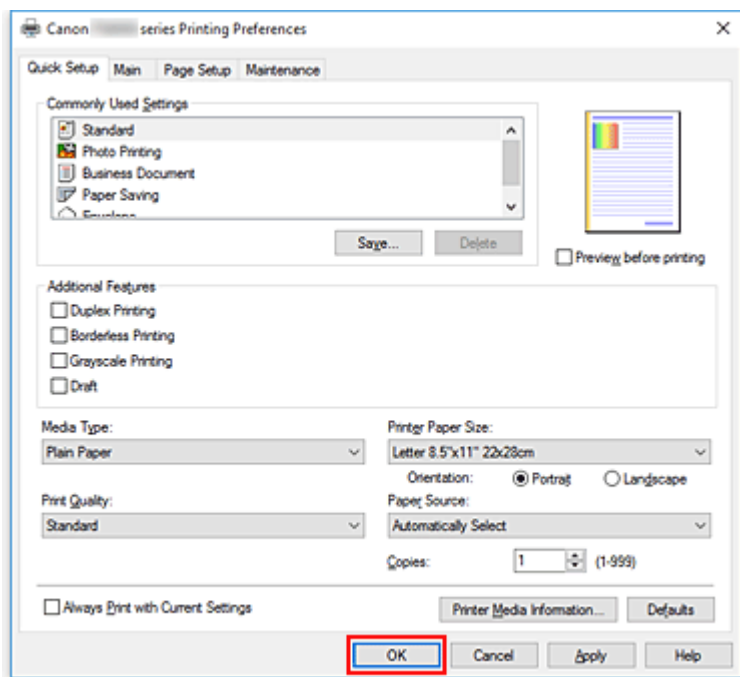 Canon series Printing Preferences
Quick Setup Main Page Setup Maintenance
Commonly Used Settings
Standard
Photo Printing
Business Document
Paper Saving
Envelope
Save... Delete
Preview before printing
Additional Features
Duplex Printing
Borderless Printing
Grayscale Printing
Draft
Media Type:
Printer Paper Size:
Plain Paper
Letter 8.5"x11" 22x28cm
Orientation: Portrait Landscape
Print Quality:
Paper Source:
Standard
Automatically Select
Copies: 1 (1-999)
Always Print with Current Settings
Printer Media Information... Defaults
OK Cancel Apply Help